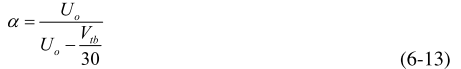 α = U_o / (U_o − V_tb / 30) (6-13)